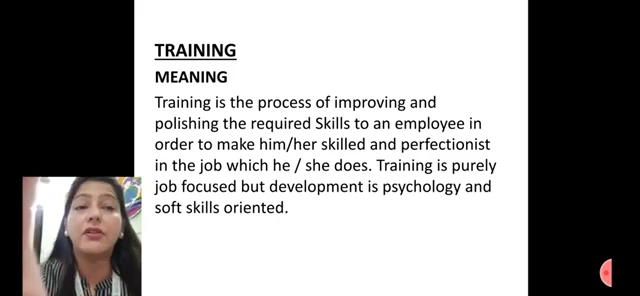 TRAINING
MEANING
Training is the process of improving and
polishing the required Skills to an employee in
order to make him/her skilled and perfectionist
in the job which he / she does. Training is purely
job focused but development is psychology and
soft skills oriented.